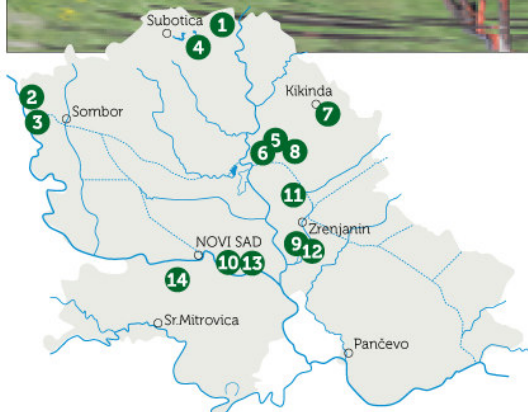 Subotica
1
4
2
Kikinda
7
3
Sombor
5
6
8
11
Zrenjanin
NOVI SAD
9
12
10
13
14
Sr.Mitrovica
Pančevo